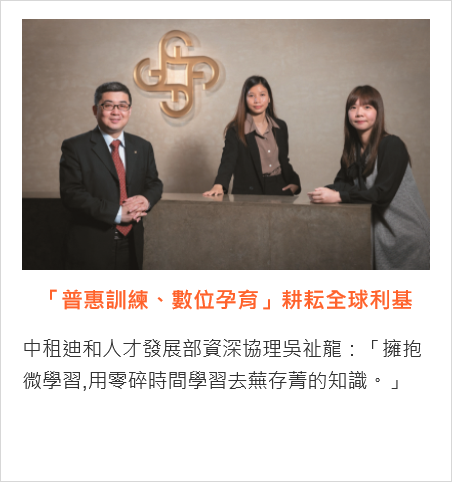 「普惠訓練、數位孕育」耕耘全球利基
中租迪和人才發展部資深協理吳祉龍：「擁抱
微學習,用零碎時間學習去蕪存菁的知識。」